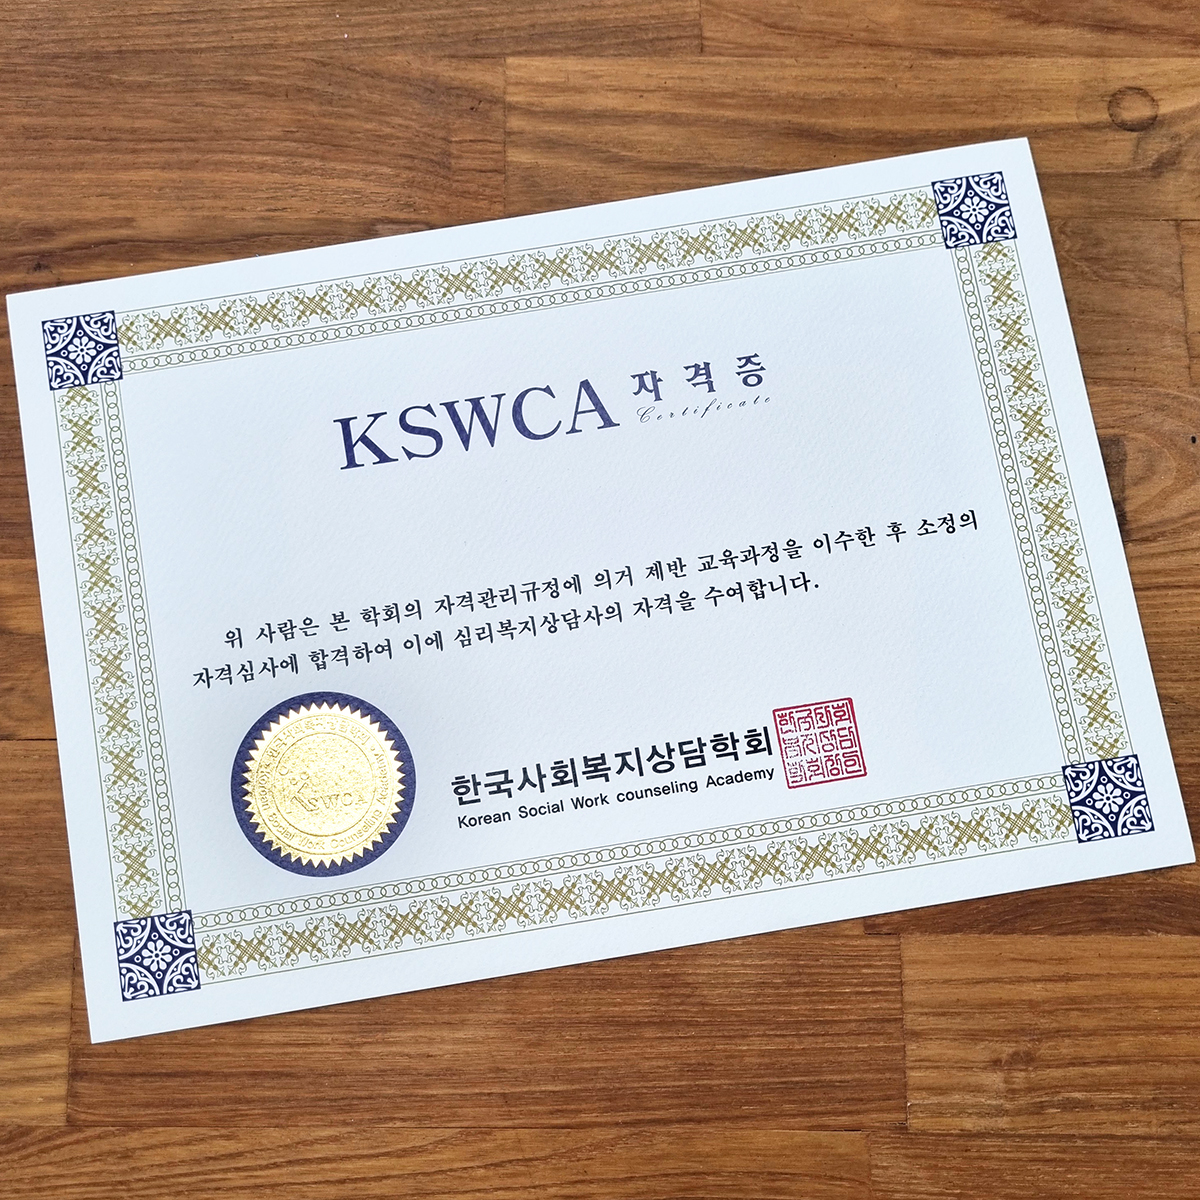 KSWCA 자격증
Certificate
위 사람은 본 학회의 자격관리규정에 의거 제반 교육과정을 이수한 후 소정의
자격심사에 합격하여 이에 심리복지상담사의 자격을 수여합니다.
KSWCA
한국사회복지상담학회
Korean Social Work counseling Academy